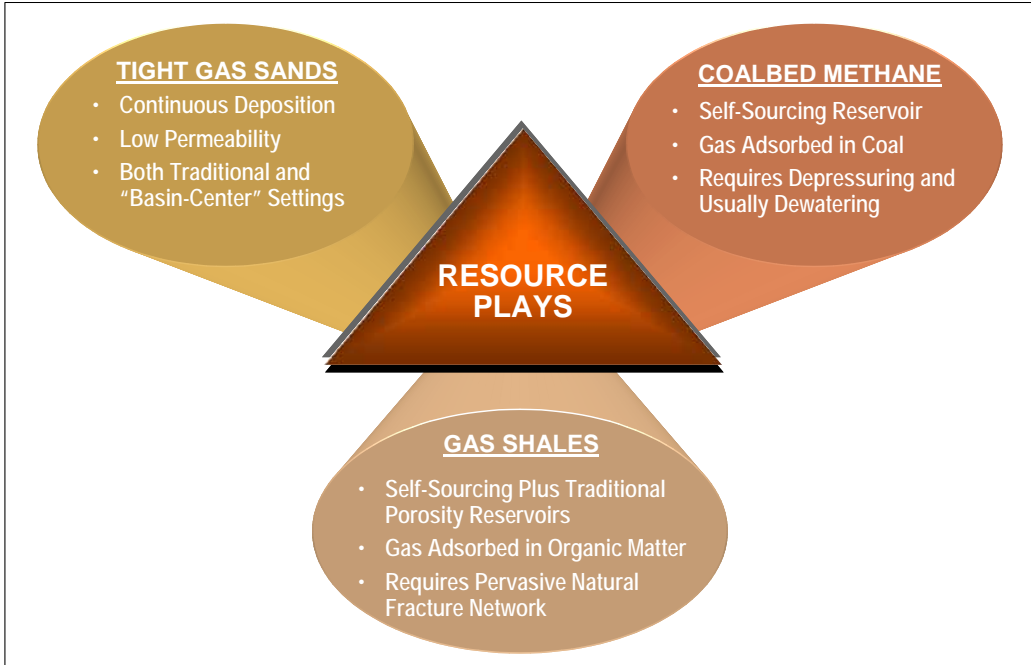 TIGHT GAS SANDS
• Continuous Deposition
• Low Permeability
• Both Traditional and
“Basin-Center” Settings
COALBED METHANE
• Self-Sourcing Reservoir
• Gas Adsorbed in Coal
• Requires Depressuring and
Usually Dewatering
RESOURCE
PLAYS
GAS SHALES
• Self-Sourcing Plus Traditional
Porosity Reservoirs
• Gas Adsorbed in Organic Matter
• Requires Pervasive Natural
Fracture Network